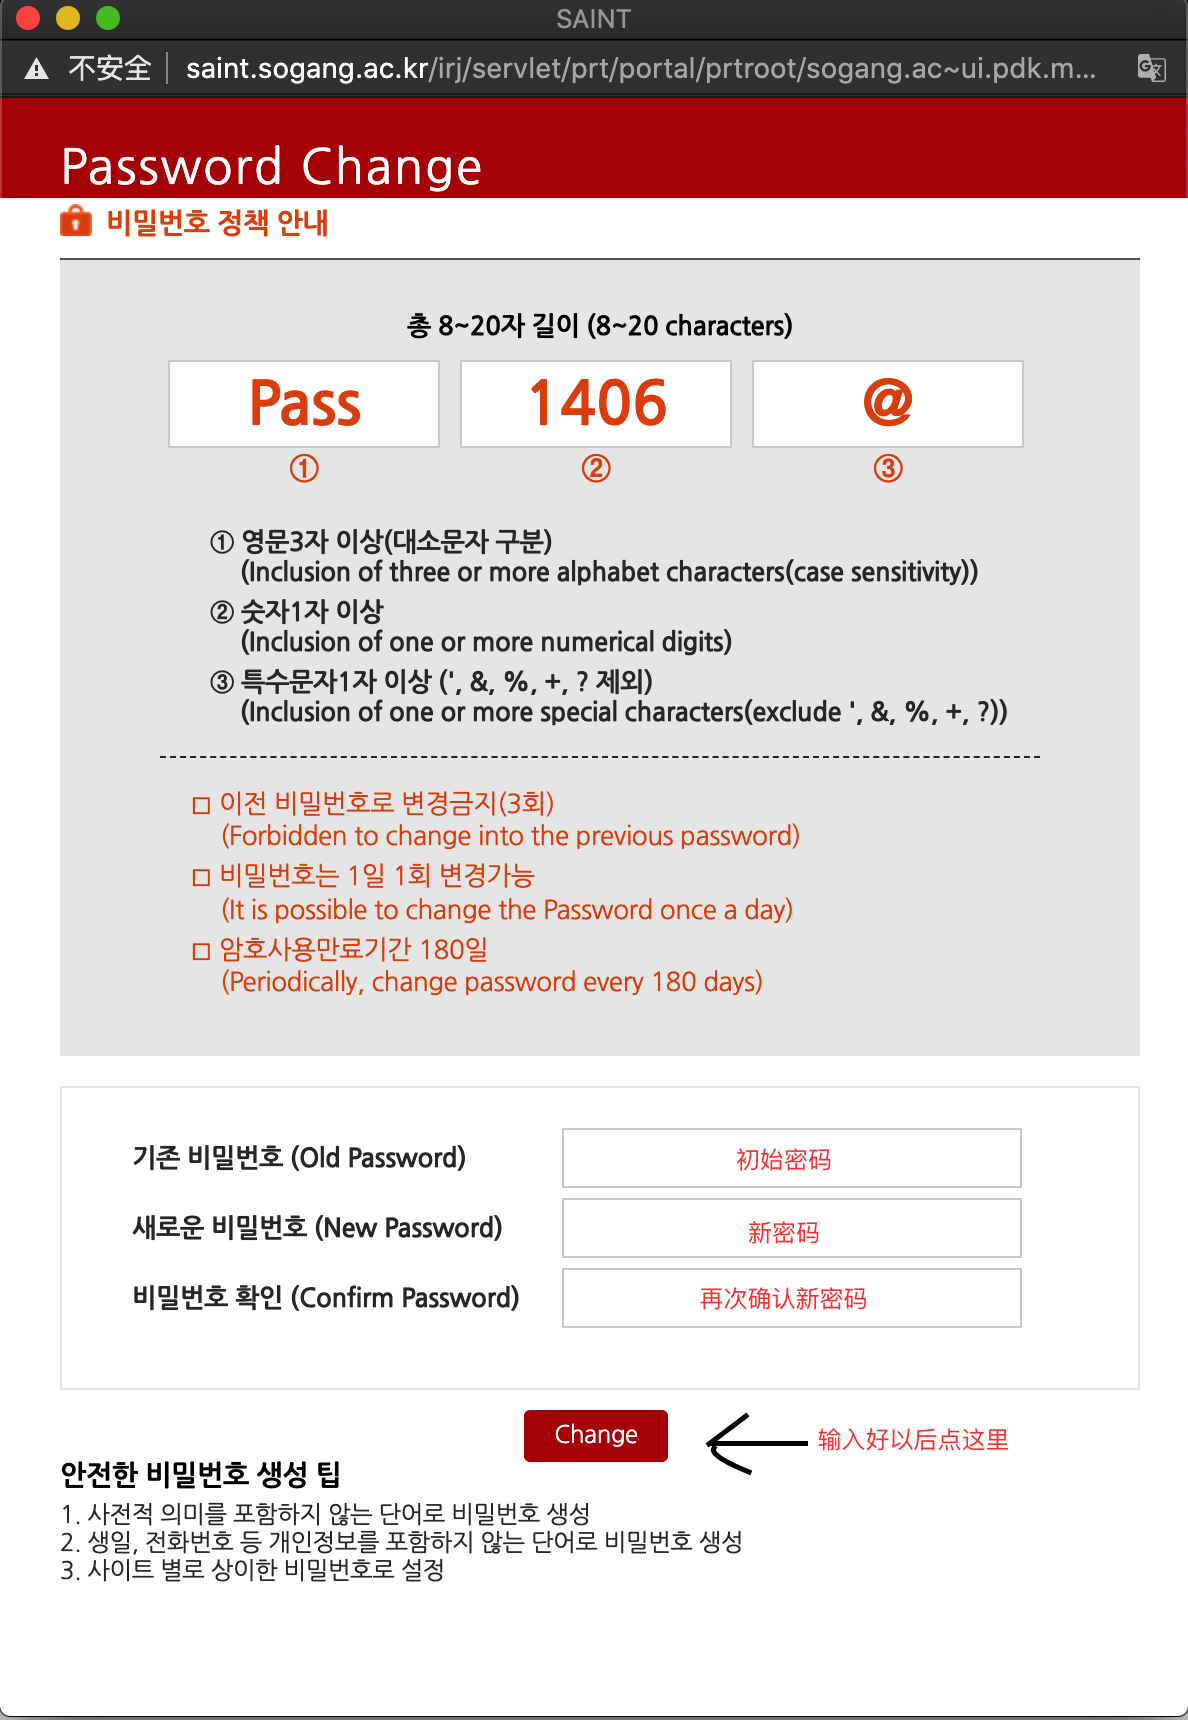 SAINT
不安全 saint.sogang.ac.kr/irj/servlet/prt/portal/prtroot/sogang.ac~ui.pdk.m...
Password Change
비밀번호 정책 안내
총 8~20자 길이 (8~20 characters)
Pass 1406 @
① ② ③
① 영문3자 이상(대소문자 구분)
(Inclusion of three or more alphabet characters(case sensitivity))
② 숫자1자 이상
(Inclusion of one or more numerical digits)
③ 특수문자1자 이상 (', &, %, +, ? 제외)
(Inclusion of one or more special characters(exclude ', &, %, +, ?))
이전 비밀번호로 변경금지(3회)
(Forbidden to change into the previous password)
비밀번호는 1일 1회 변경가능
(It is possible to change the Password once a day)
암호사용만료기간 180일
(Periodically, change password every 180 days)
기존 비밀번호 (Old Password) 初始密码
새로운 비밀번호 (New Password) 新密码
비밀번호 확인 (Confirm Password) 再次确认新密码
Change 输入好以后点这里
안전한 비밀번호 생성 팁
1. 사전적 의미를 포함하지 않는 단어로 비밀번호 생성
2. 생일, 전화번호 등 개인정보를 포함하지 않는 단어로 비밀번호 생성
3. 사이트 별로 상이한 비밀번호로 설정